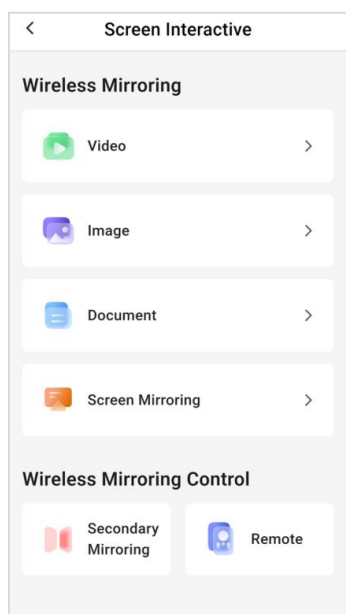 Screen Interactive
Wireless Mirroring
Video
Image
Document
Screen Mirroring
Wireless Mirroring Control
Secondary
Mirroring
Remote